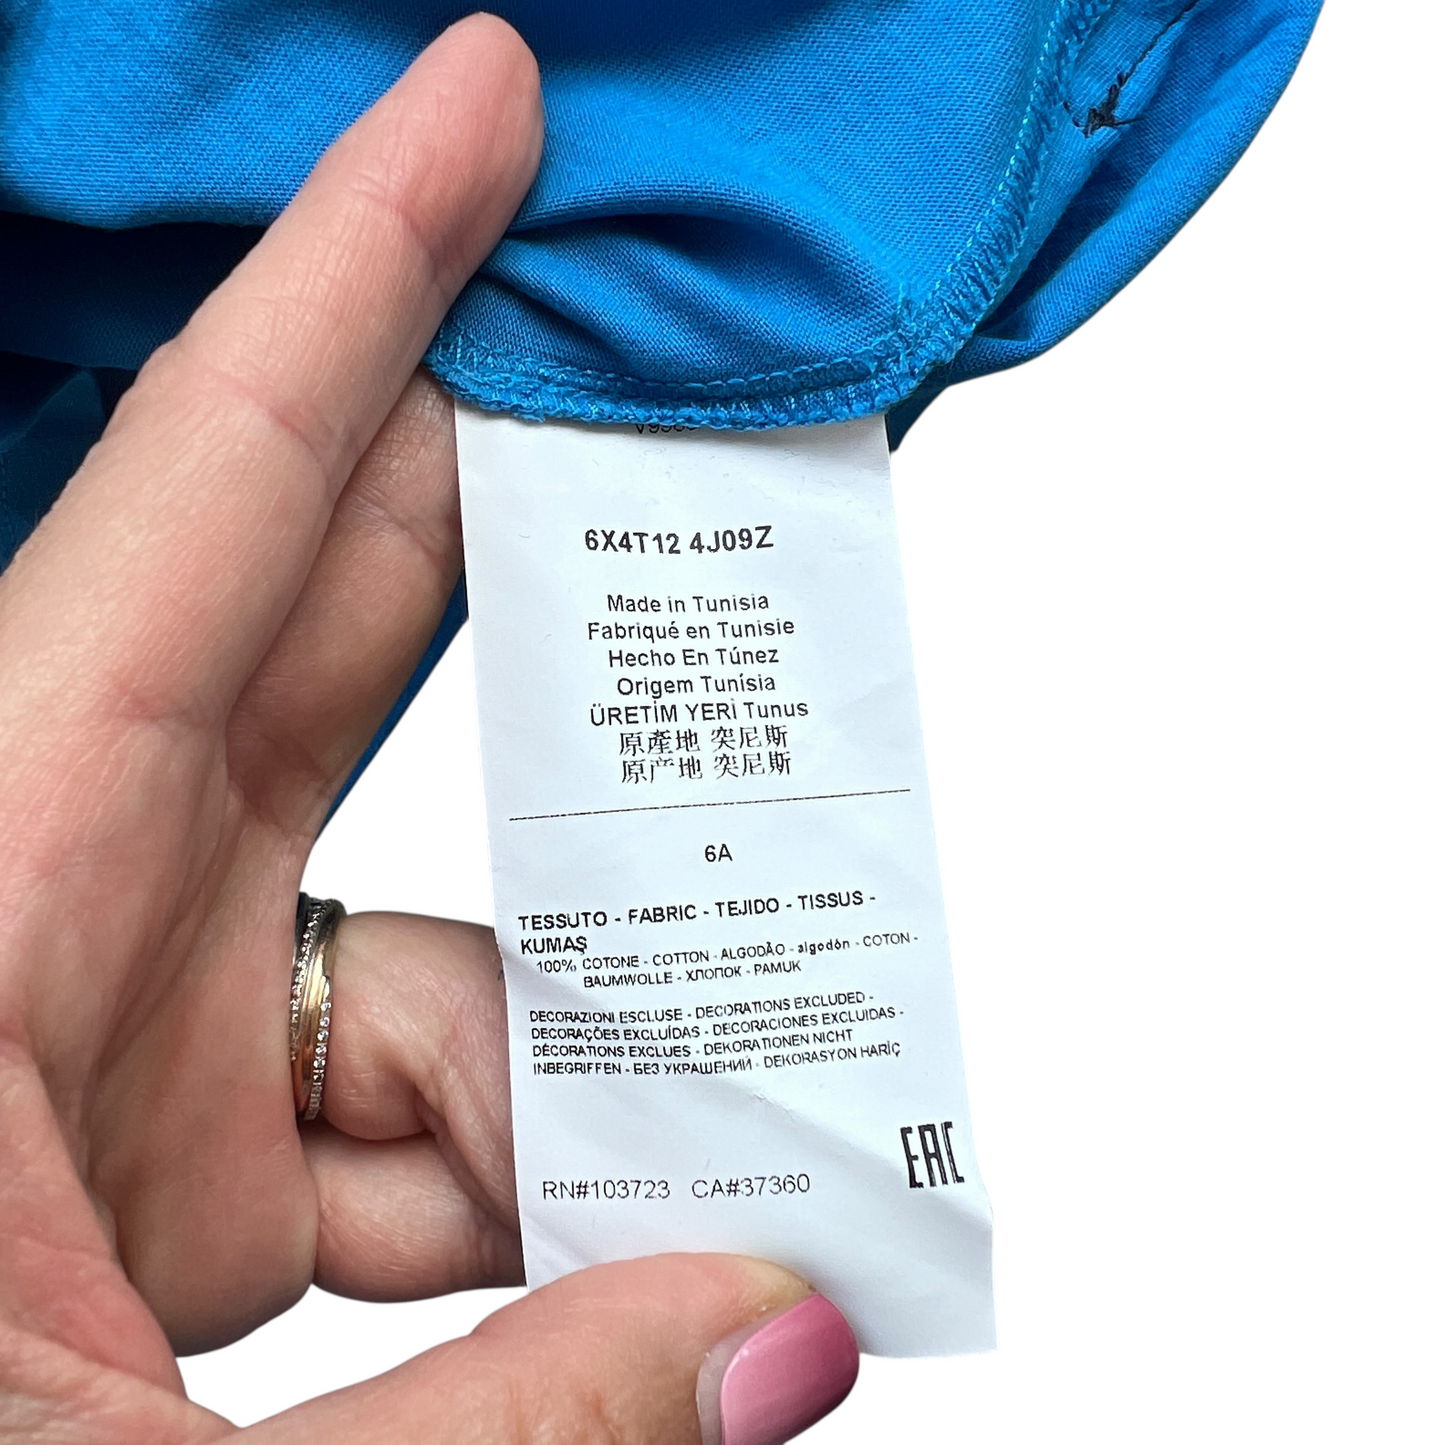 6X4T12 4J09Z
Made in Tunisia
Fabriqué en Tunisie
Hecho En Túnez
Origem Tunísia
ÜRETİM YERİ Tunus
原產地 突尼斯
原产地 突尼斯
6A
TESSUTO - FABRIC - TEJIDO - TISSUS -
KUMAŞ
100% COTONE - COTTON - ALGODÃO - algodón - COTON -
BAUMWOLLE - ХЛОПОК - PAMUK
DECORAZIONI ESCLUSE - DECORATIONS EXCLUDED -
DECORAÇÕES EXCLUÍDAS - DECORACIONES EXCLUIDAS -
DÉCORATIONS EXCLUES - DEKORATIONEN NICHT
INBEGRIFFEN - БЕЗ УКРАШЕНИЙ - DEKORASYON HARİÇ
EAC
RN#103723 CA#37360